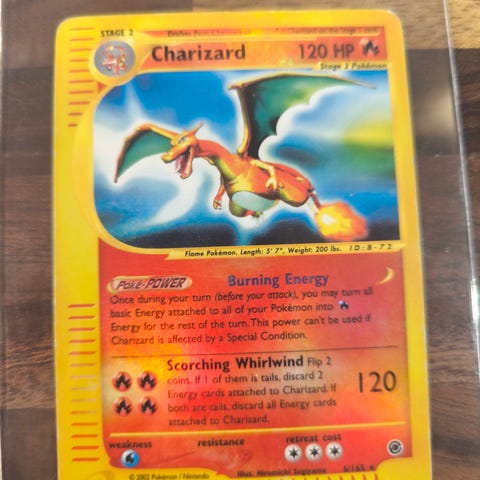 STAGE 2
Charizard 120 HP
Stage 2 Pokémon
Flame Pokémon. Length: 5' 7", Weight: 200 lbs. ID:B-72
Poké-POWER Burning Energy
Once during your turn (before your attack), you may turn all
basic Energy attached to all of your Pokémon into
Energy for the rest of the turn. This power can't be used if
Charizard is affected by a Special Condition.
Scorching Whirlwind Flip 2
coins. If 1 of them is tails, discard 2
Energy cards attached to Charizard. If
both are tails, discard all Energy cards
attached to Charizard.
120
weakness resistance retreat cost
© 2002 Pokémon / Nintendo Illus. Hiromichi Sugiyama 6/165 ★